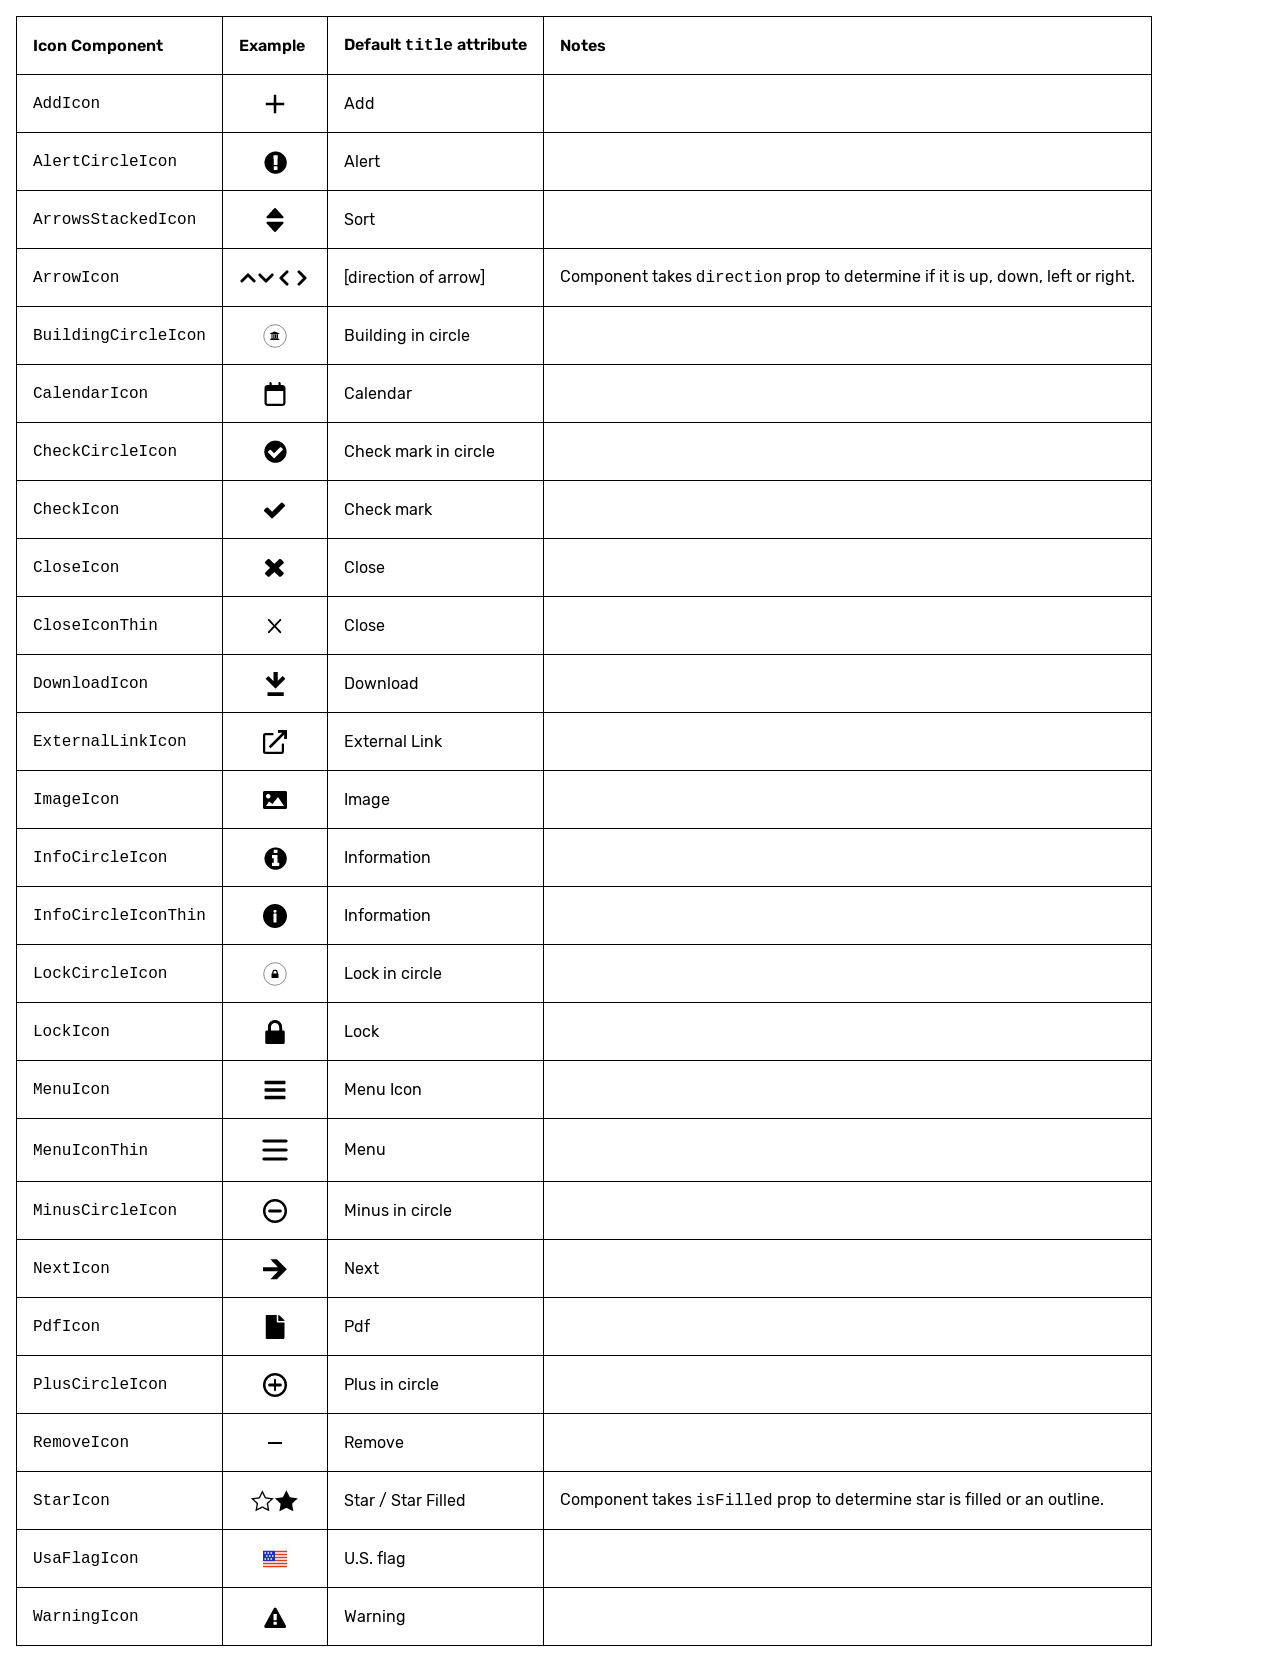 Icon Component Example Default title attribute Notes
AddIcon Add
AlertCircleIcon Alert
ArrowsStackedIcon Sort
ArrowIcon [direction of arrow] Component takes direction prop to determine if it is up, down, left or right.
BuildingCircleIcon Building in circle
CalendarIcon Calendar
CheckCircleIcon Check mark in circle
CheckIcon Check mark
CloseIcon Close
CloseIconThin Close
DownloadIcon Download
ExternalLinkIcon External Link
ImageIcon Image
InfoCircleIcon Information
InfoCircleIconThin Information
LockCircleIcon Lock in circle
LockIcon Lock
MenuIcon Menu Icon
MenuIconThin Menu
MinusCircleIcon Minus in circle
NextIcon Next
PdfIcon Pdf
PlusCircleIcon Plus in circle
RemoveIcon Remove
StarIcon Star / Star Filled Component takes isFilled prop to determine star is filled or an outline.
UsaFlagIcon U.S. flag
WarningIcon Warning